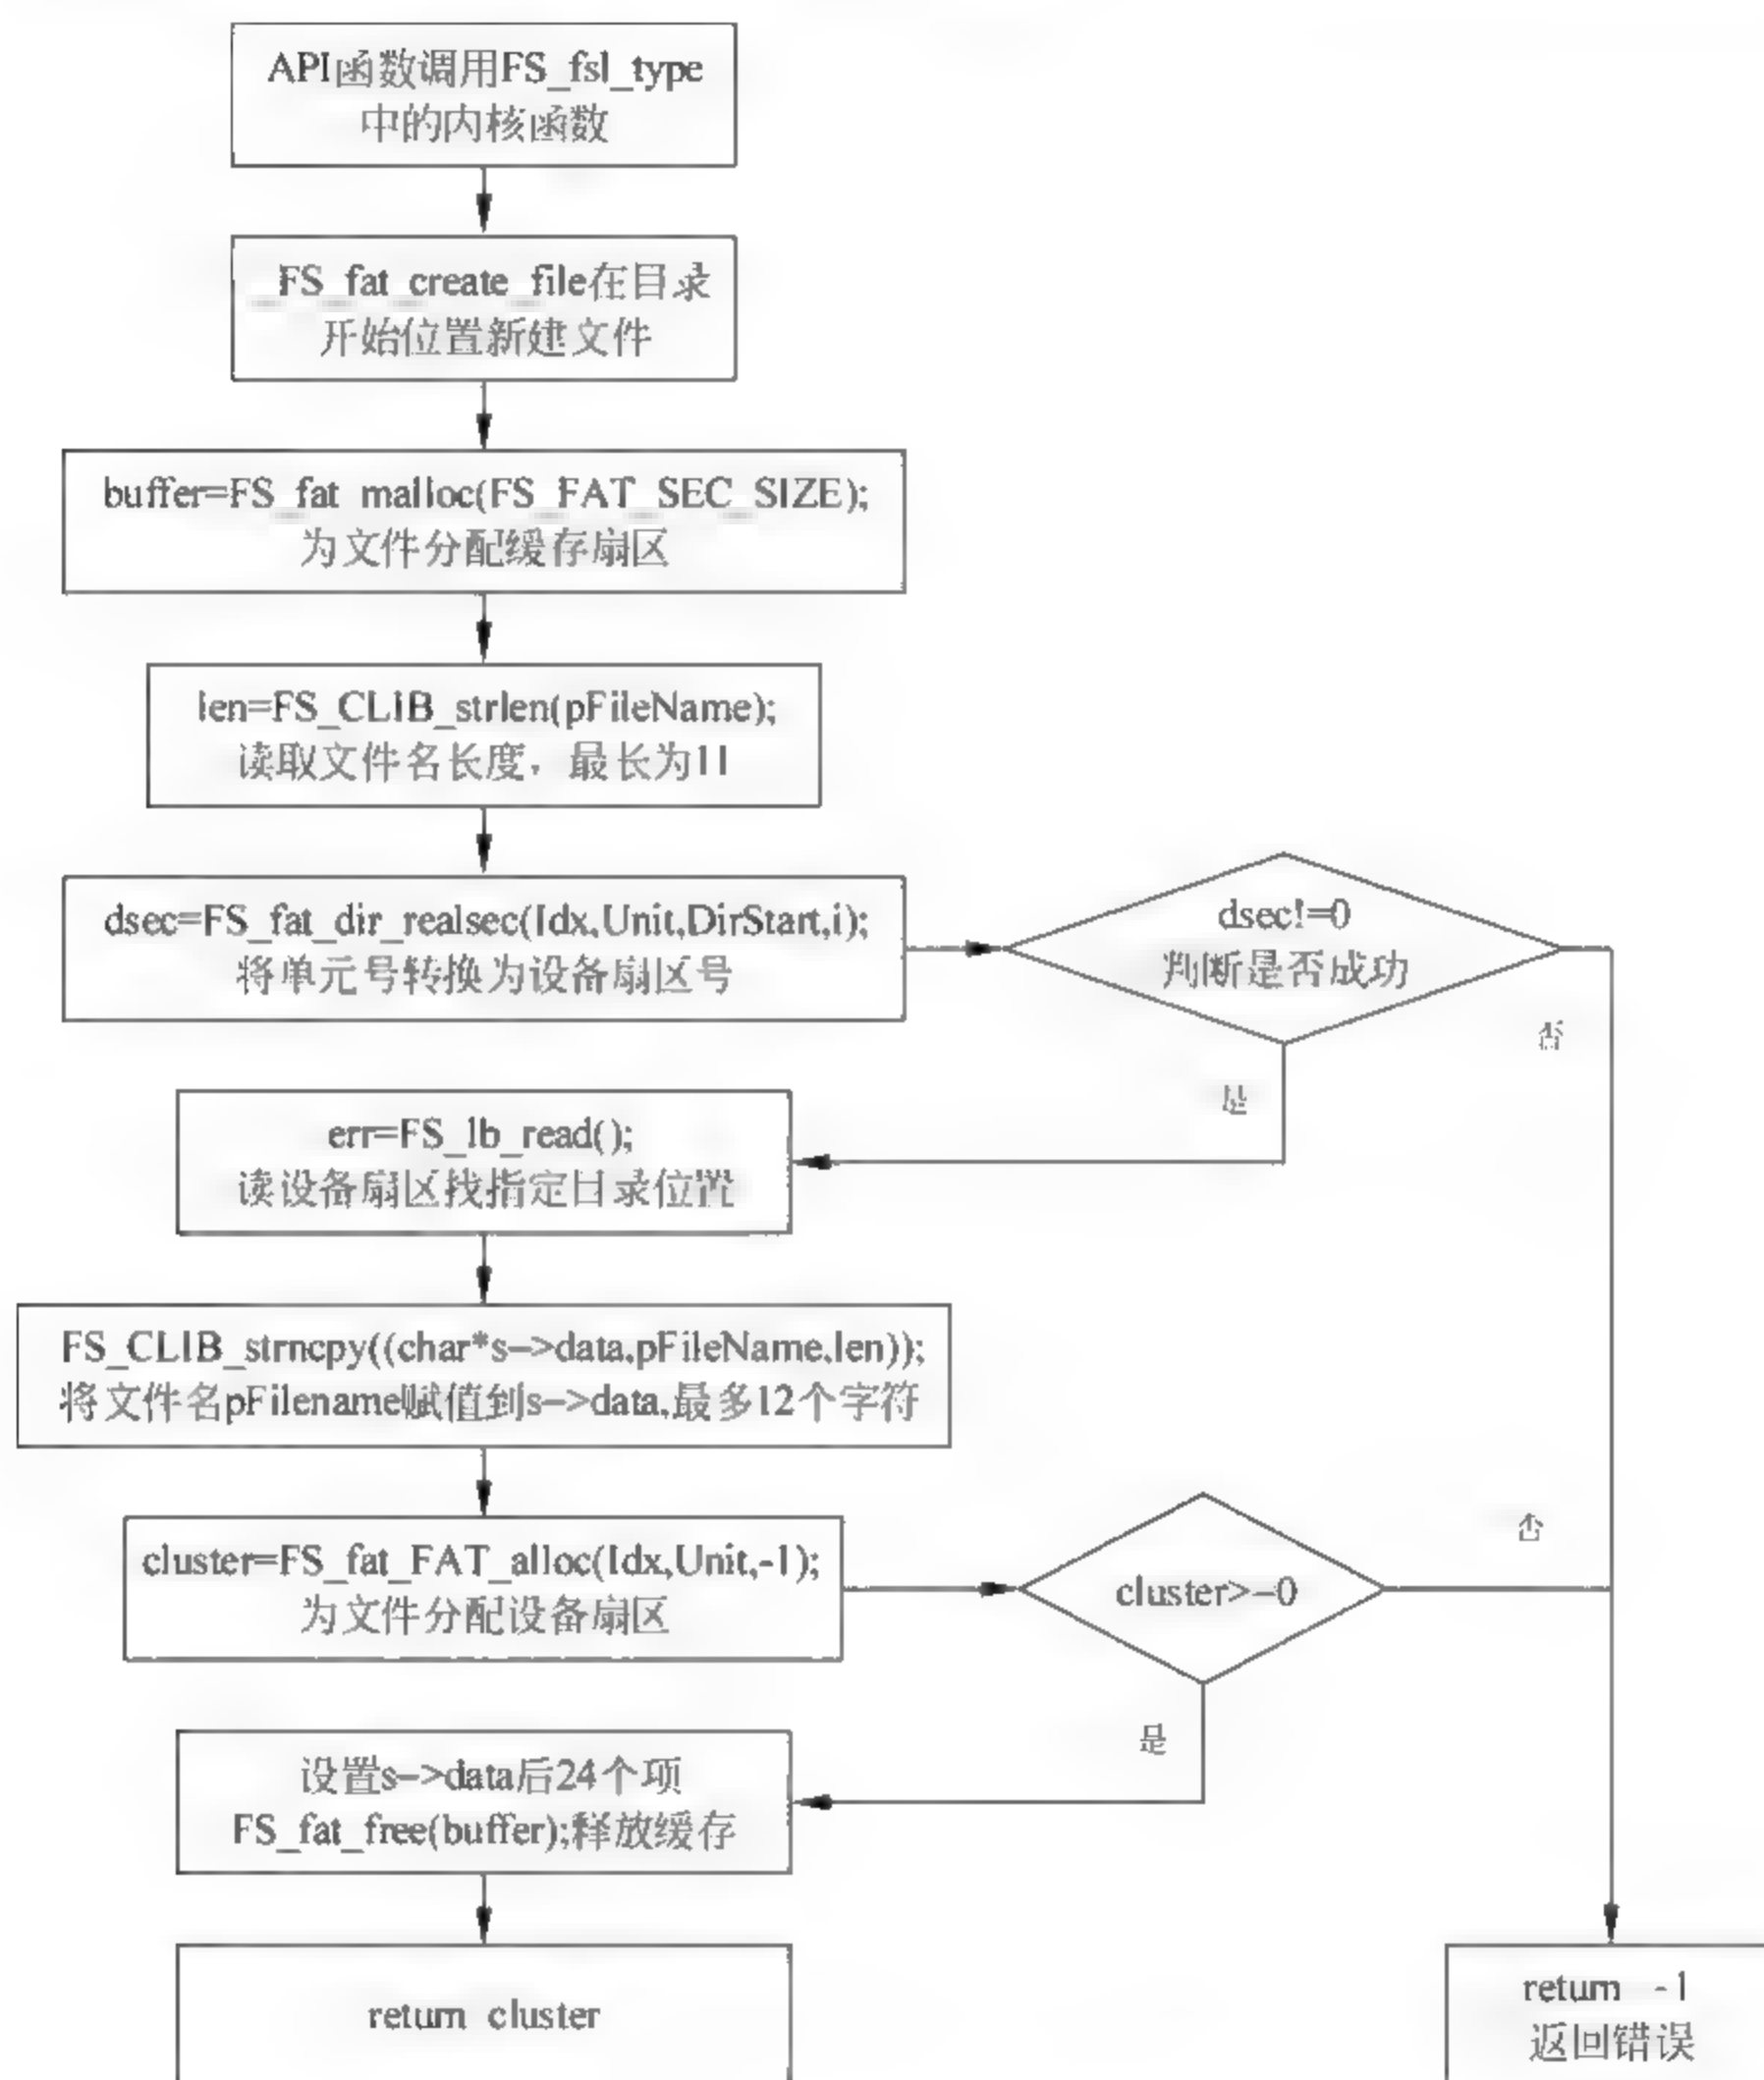 API函数调用FS_fsl_type
中的内核函数
_FS_fat_create_file在目录
开始位置新建文件
buffer=FS_fat_malloc(FS_FAT_SEC_SIZE);
为文件分配缓存扇区
len=FS_CLIB_strlen(pFileName);
读取文件名长度，最长为11
dsec=FS_fat_dir_realsec(Idx,Unit,DirStart,i);
将单元号转换为设备扇区号
dsec!=0
判断是否成功
否
是
err=FS_lb_read();
读设备扇区找指定目录位置
FS_CLIB_strncpy((char*s->data,pFileName,len));
将文件名pFilename赋值到s->data,最多12个字符
cluster=FS_fat_FAT_alloc(Idx,Unit,-1);
为文件分配设备扇区
cluster>=0
否
是
设置s->data后24个项
FS_fat_free(buffer);释放缓存
return cluster
return -1
返回错误